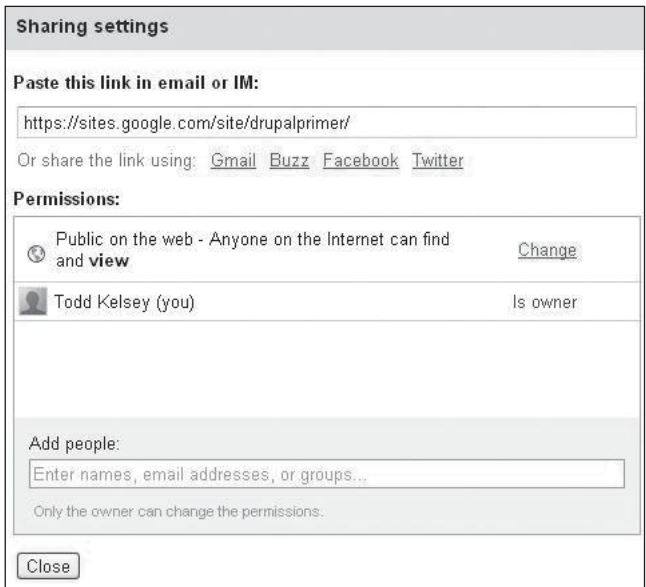 Sharing settings
Paste this link in email or IM:
https://sites.google.com/site/drupalprimer/
Or share the link using: Gmail Buzz Facebook Twitter
Permissions:
Public on the web - Anyone on the Internet can find
and view
Change
Todd Kelsey (you)
Is owner
Add people:
Enter names, email addresses, or groups...
Only the owner can change the permissions.
Close